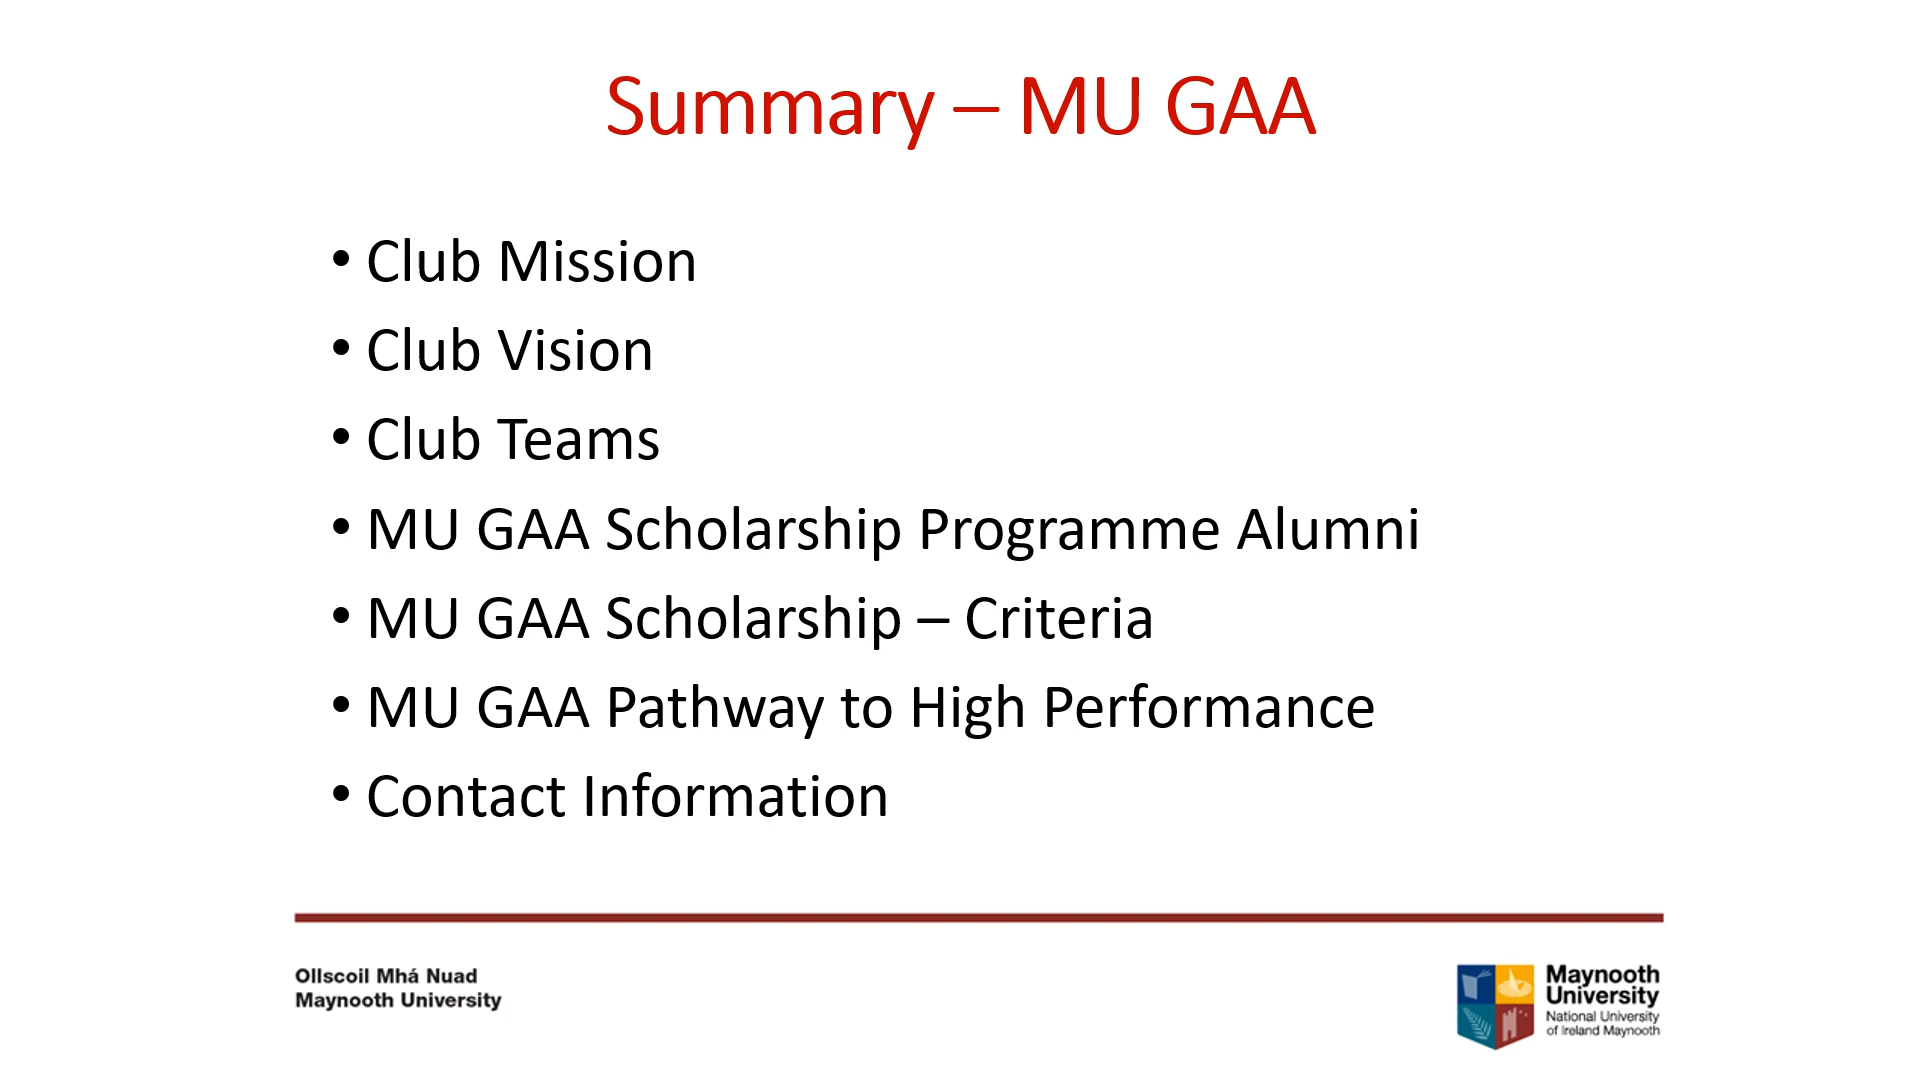 Summary – MU GAA
• Club Mission
• Club Vision
• Club Teams
• MU GAA Scholarship Programme Alumni
• MU GAA Scholarship – Criteria
• MU GAA Pathway to High Performance
• Contact Information
Ollscoil Mhá Nuad
Maynooth University
Maynooth
University
National University
of Ireland Maynooth